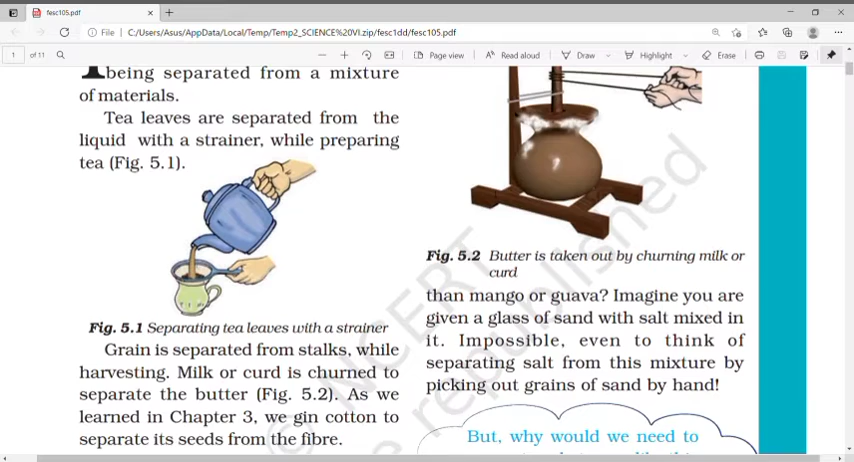 fesc105.pdf
File
C:/Users/Asus/AppData/Local/Temp/Temp2_SCIENCE%20VI.zip/fesc1dd/fesc105.pdf
1 of 11
Page view
Read aloud
Draw
Highlight
Erase
being separated from a mixture
of materials.
Tea leaves are separated from the
liquid with a strainer, while preparing
tea (Fig. 5.1).
Fig. 5.1 Separating tea leaves with a strainer
Grain is separated from stalks, while
harvesting. Milk or curd is churned to
separate the butter (Fig. 5.2). As we
learned in Chapter 3, we gin cotton to
separate its seeds from the fibre.
Fig. 5.2 Butter is taken out by churning milk or
curd
than mango or guava? Imagine you are
given a glass of sand with salt mixed in
it. Impossible, even to think of
separating salt from this mixture by
picking out grains of sand by hand!
But, why would we need to
© NCERT
be republished